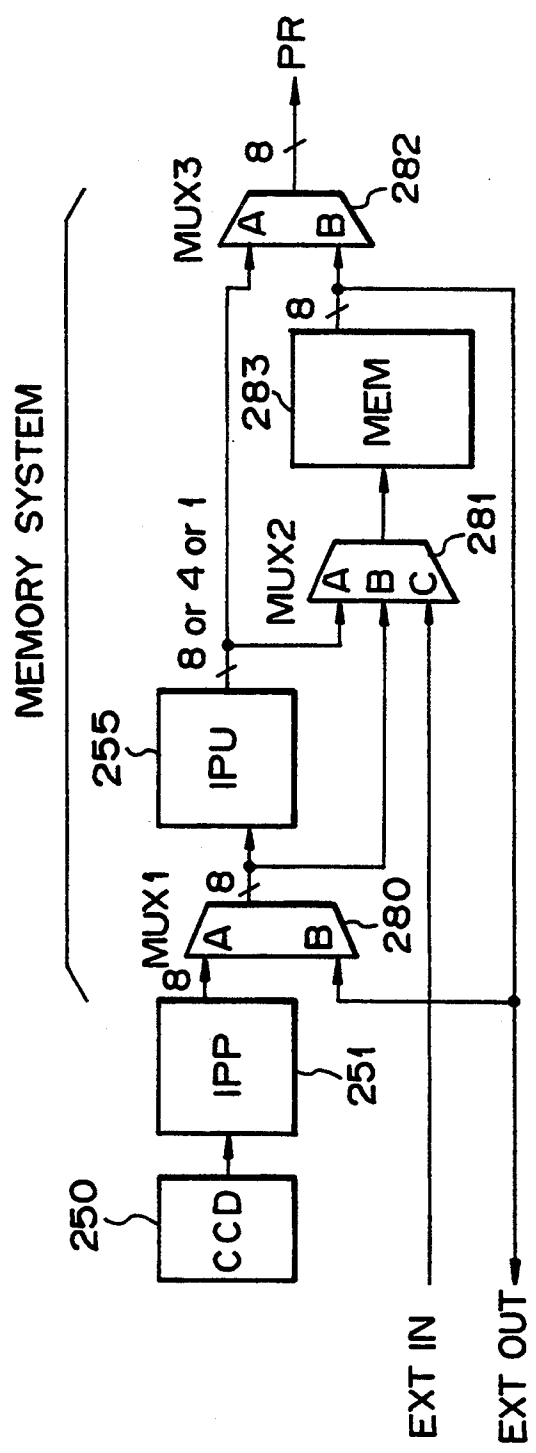 MEMORY SYSTEM
250
CCD
IPP
251
8
MUX1
A
B
280
8
255
IPU
8 or 4 or 1
MUX2
A
B
C
281
283
MEM
8
MUX3
A
B
282
8
PR
EXT IN
EXT OUT